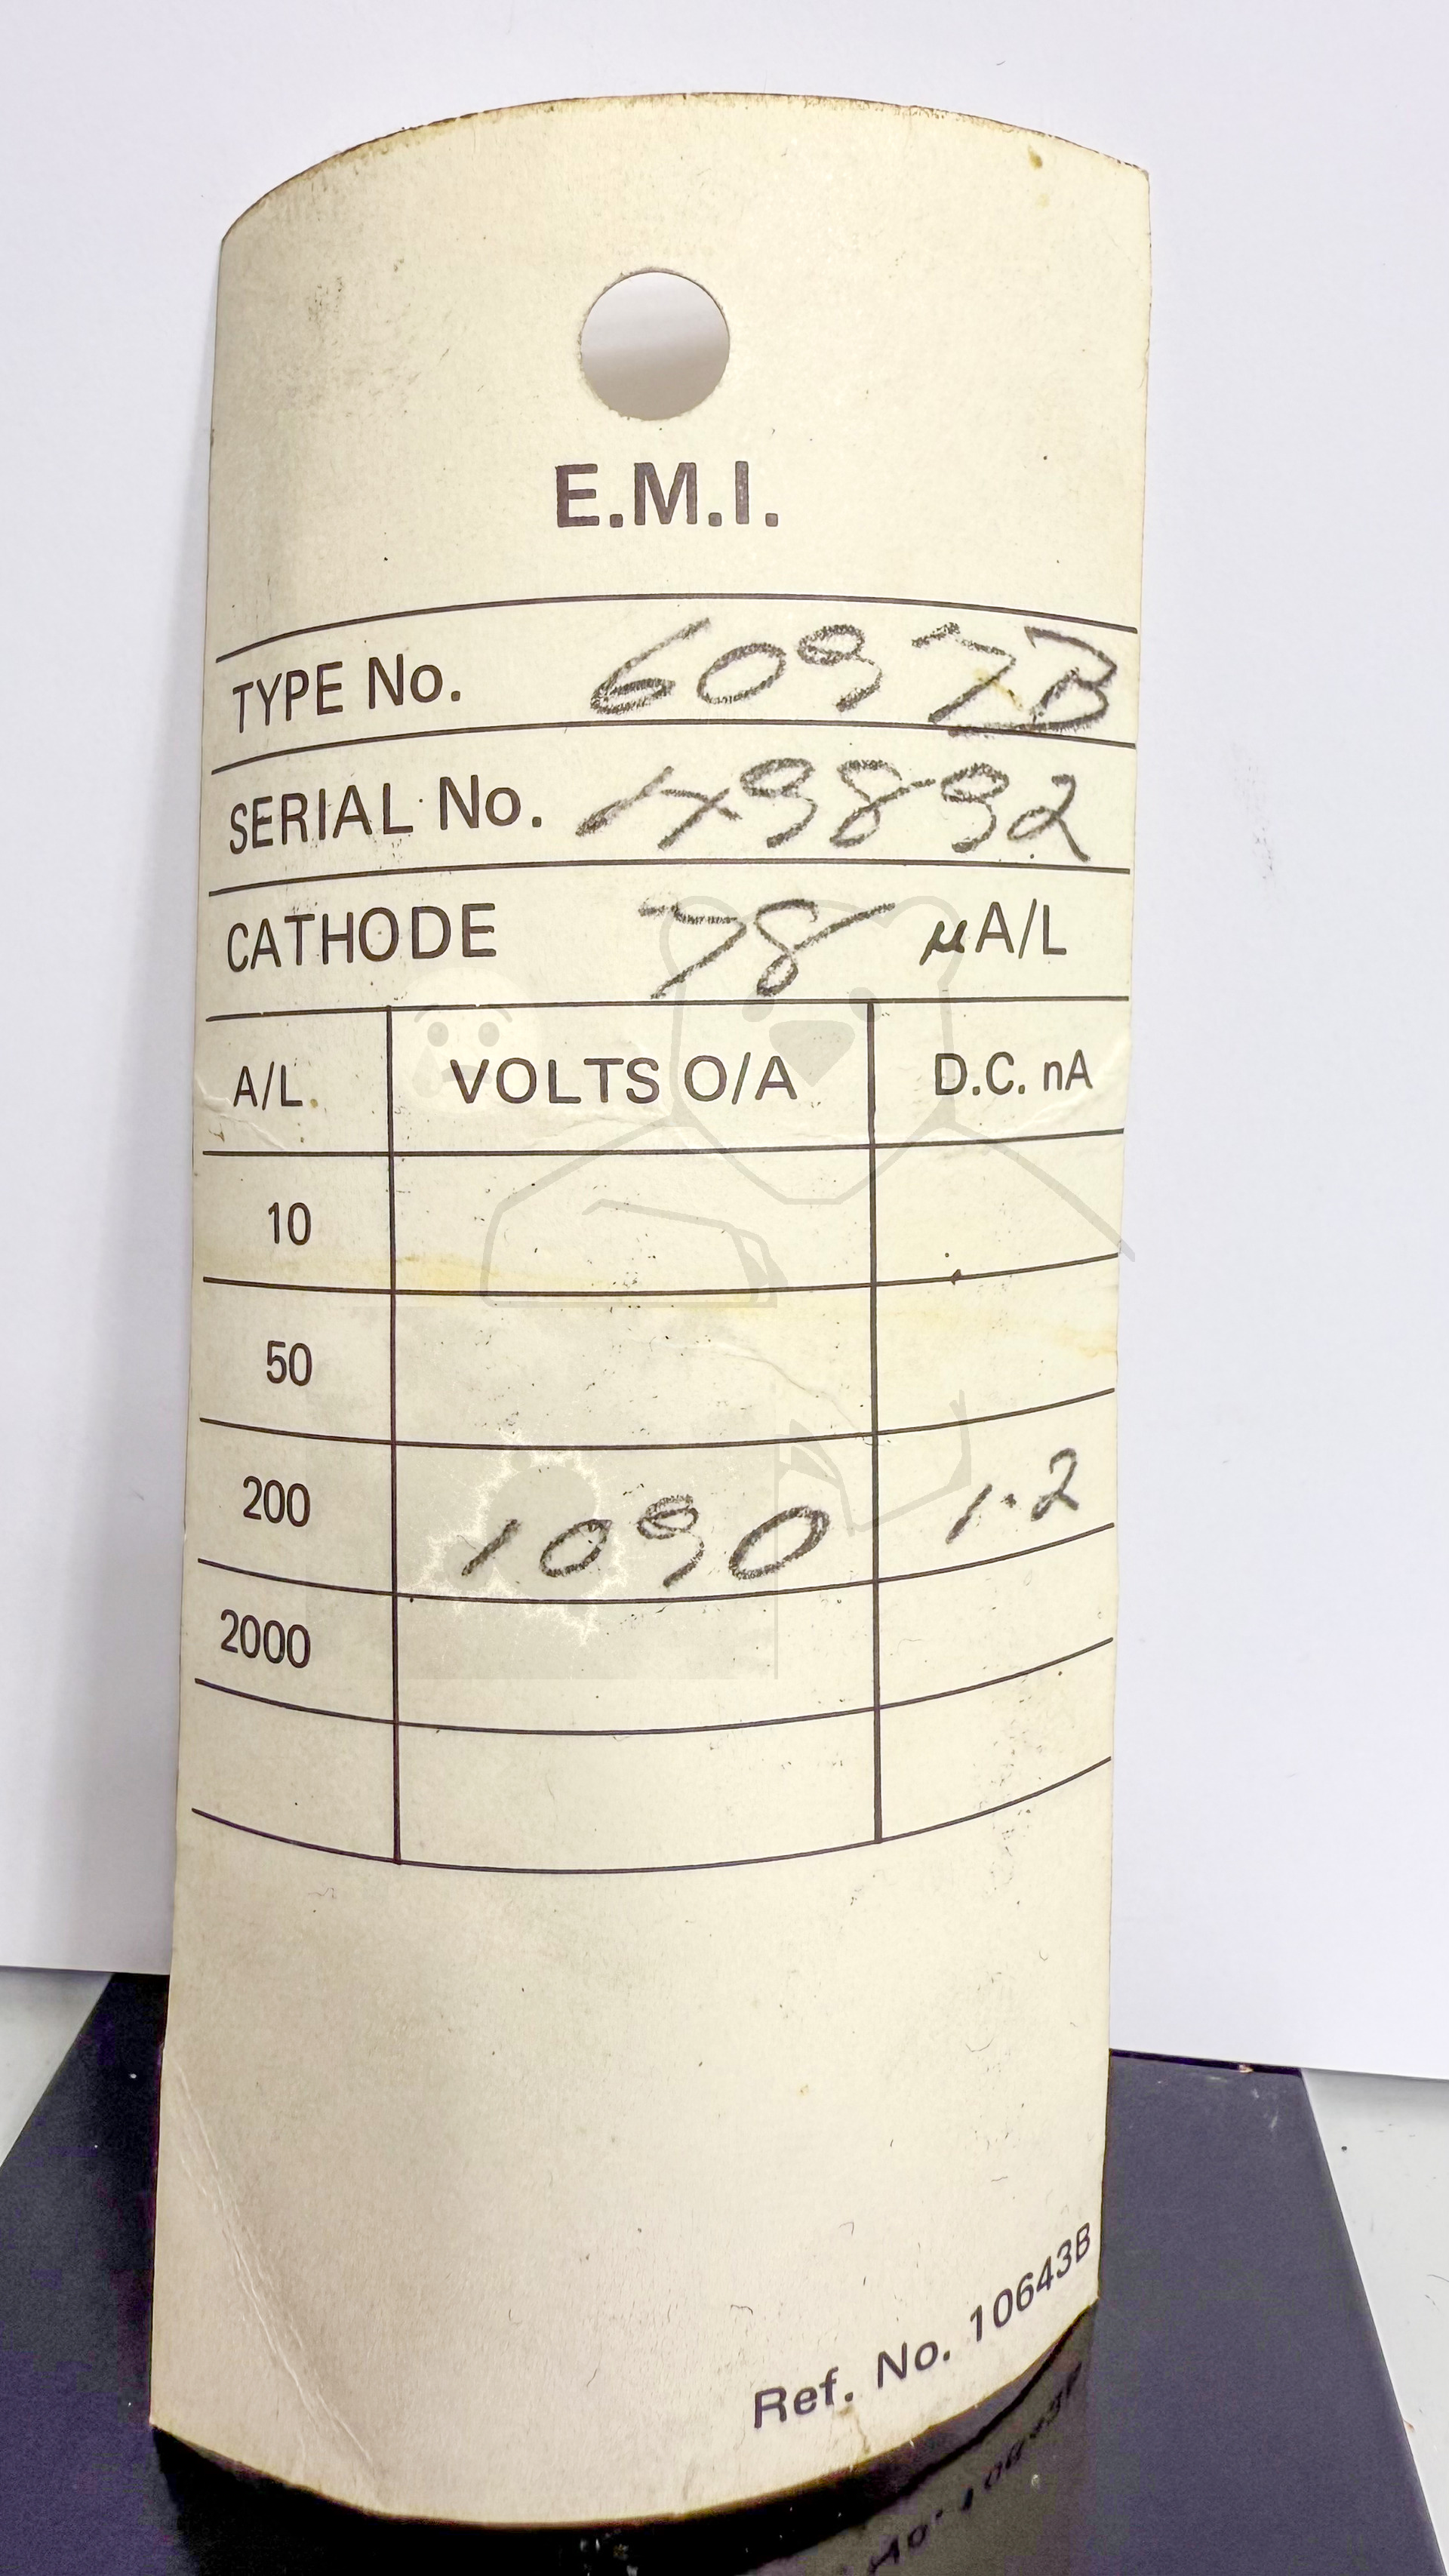 E.M.I.
TYPE No. 6097B
SERIAL No.
CATHODE 78 μA/L
A/L. VOLTS O/A D.C. nA
10
50
200 1090 1.2
2000
Ref. No. 10643B